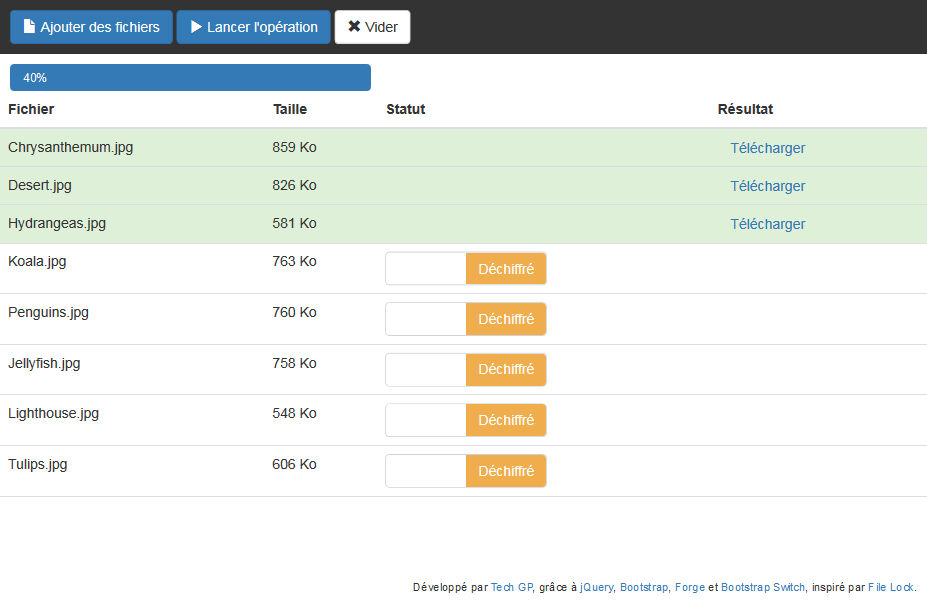 Ajouter des fichiers Lancer l'opération Vider
40%
Fichier Taille Statut Résultat
Chrysanthemum.jpg 859 Ko Télécharger
Desert.jpg 826 Ko Télécharger
Hydrangeas.jpg 581 Ko Télécharger
Koala.jpg 763 Ko Déchiffré
Penguins.jpg 760 Ko Déchiffré
Jellyfish.jpg 758 Ko Déchiffré
Lighthouse.jpg 548 Ko Déchiffré
Tulips.jpg 606 Ko Déchiffré
Développé par Tech GP, grâce à jQuery, Bootstrap, Forge et Bootstrap Switch, inspiré par File Lock.